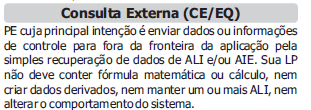 Consulta Externa (CE/EQ)
PE cuja principal intenção é enviar dados ou informações
de controle para fora da fronteira da aplicação pela
simples recuperação de dados de ALI e/ou AIE. Sua LP
não deve conter fórmula matemática ou cálculo, nem
criar dados derivados, nem manter um ou mais ALI, nem
alterar o comportamento do sistema.